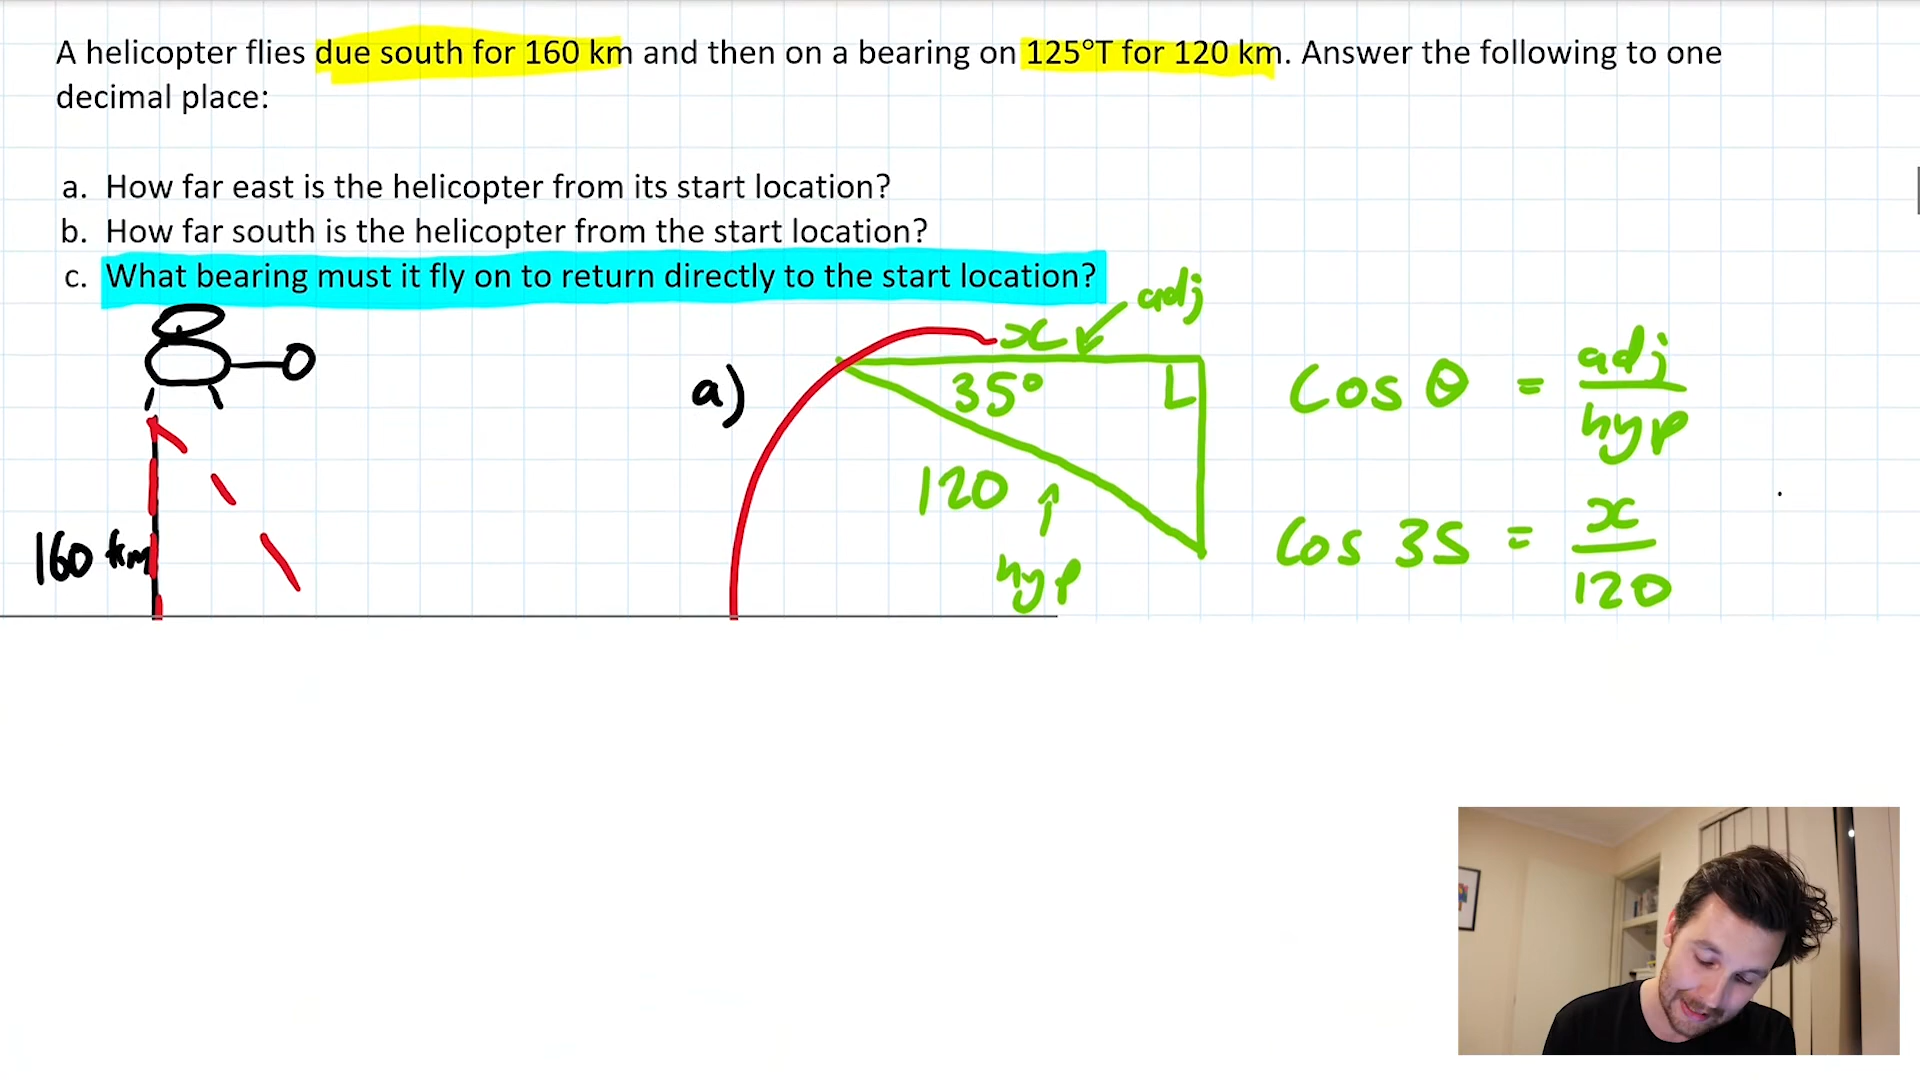 A helicopter flies due south for 160 km and then on a bearing on 125°T for 120 km. Answer the following to one
decimal place:
a. How far east is the helicopter from its start location?
b. How far south is the helicopter from the start location?
c. What bearing must it fly on to return directly to the start location?
160 km
a)
x
adj
35°
120
hyp
Cos θ = adj/hyp
Cos 35 = x/120